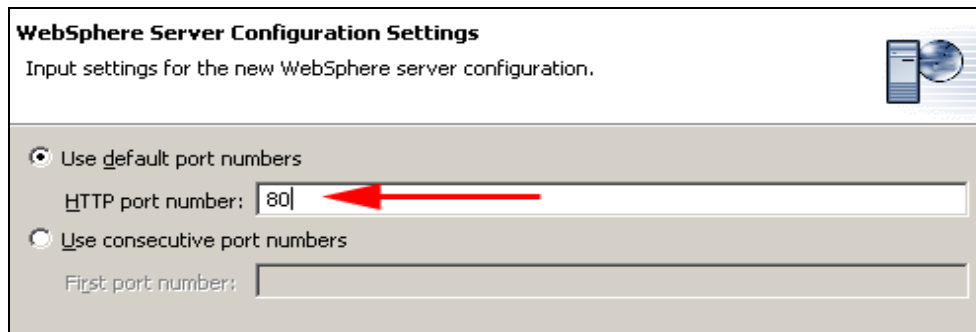 WebSphere Server Configuration Settings
Input settings for the new WebSphere server configuration.
Use default port numbers
HTTP port number: 80
Use consecutive port numbers
First port number: